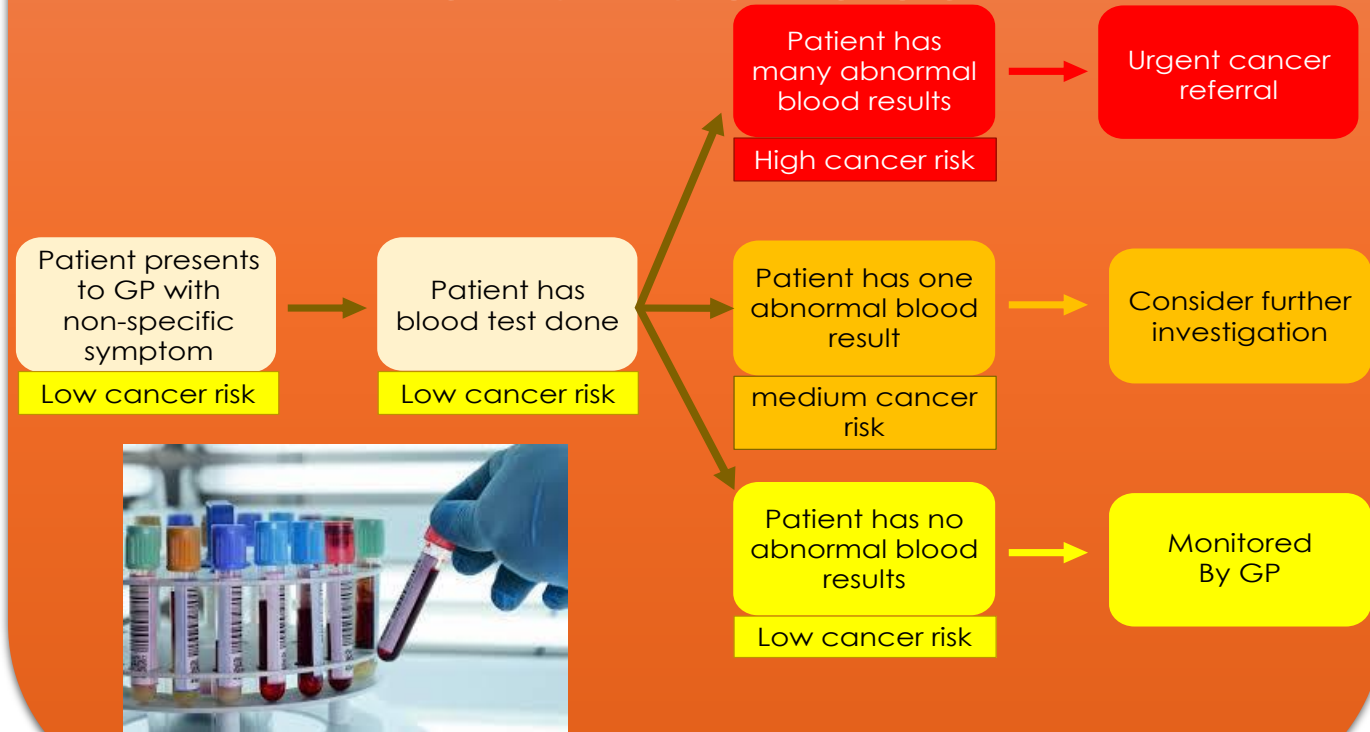 Patient presents
to GP with
non-specific
symptom
Low cancer risk
Patient has
blood test done
Low cancer risk
Patient has
many abnormal
blood results
High cancer risk
Urgent cancer
referral
Patient has one
abnormal blood
result
medium cancer
risk
Consider further
investigation
Patient has no
abnormal blood
results
Low cancer risk
Monitored
By GP